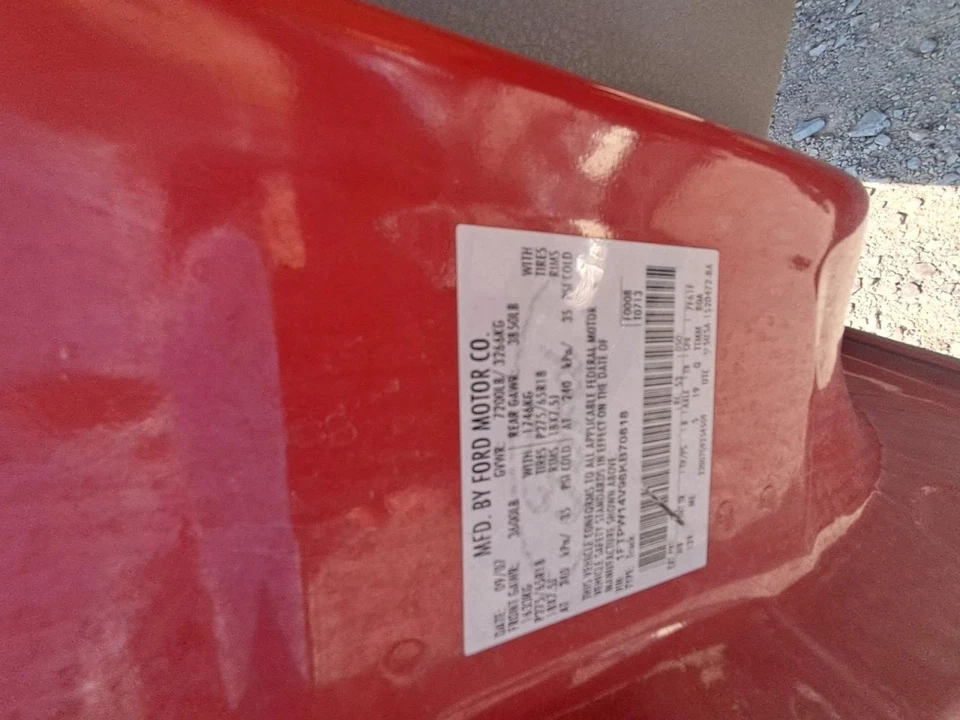 MFD. BY FORD MOTOR CO.
DATE: 09/07 GVWR: 7200LB/ 3266KG
FRONT GAWR: 3600LB REAR GAWR: 3850LB
1633KG WITH 1746KG WITH
P275/65R18 TIRES P275/65R18 TIRES
18X7.5J RIMS 18X7.5J RIMS
AT 240 kPa/ 35 PSI COLD AT 240 kPa/ 35 PSI COLD
THIS VEHICLE CONFORMS TO ALL APPLICABLE FEDERAL MOTOR
VEHICLE SAFETY STANDARDS IN EFFECT ON THE DATE OF
MANUFACTURE SHOWN ABOVE.
VIN: 1FTPW14V98KB70818 F0008
TYPE: Truck T0713